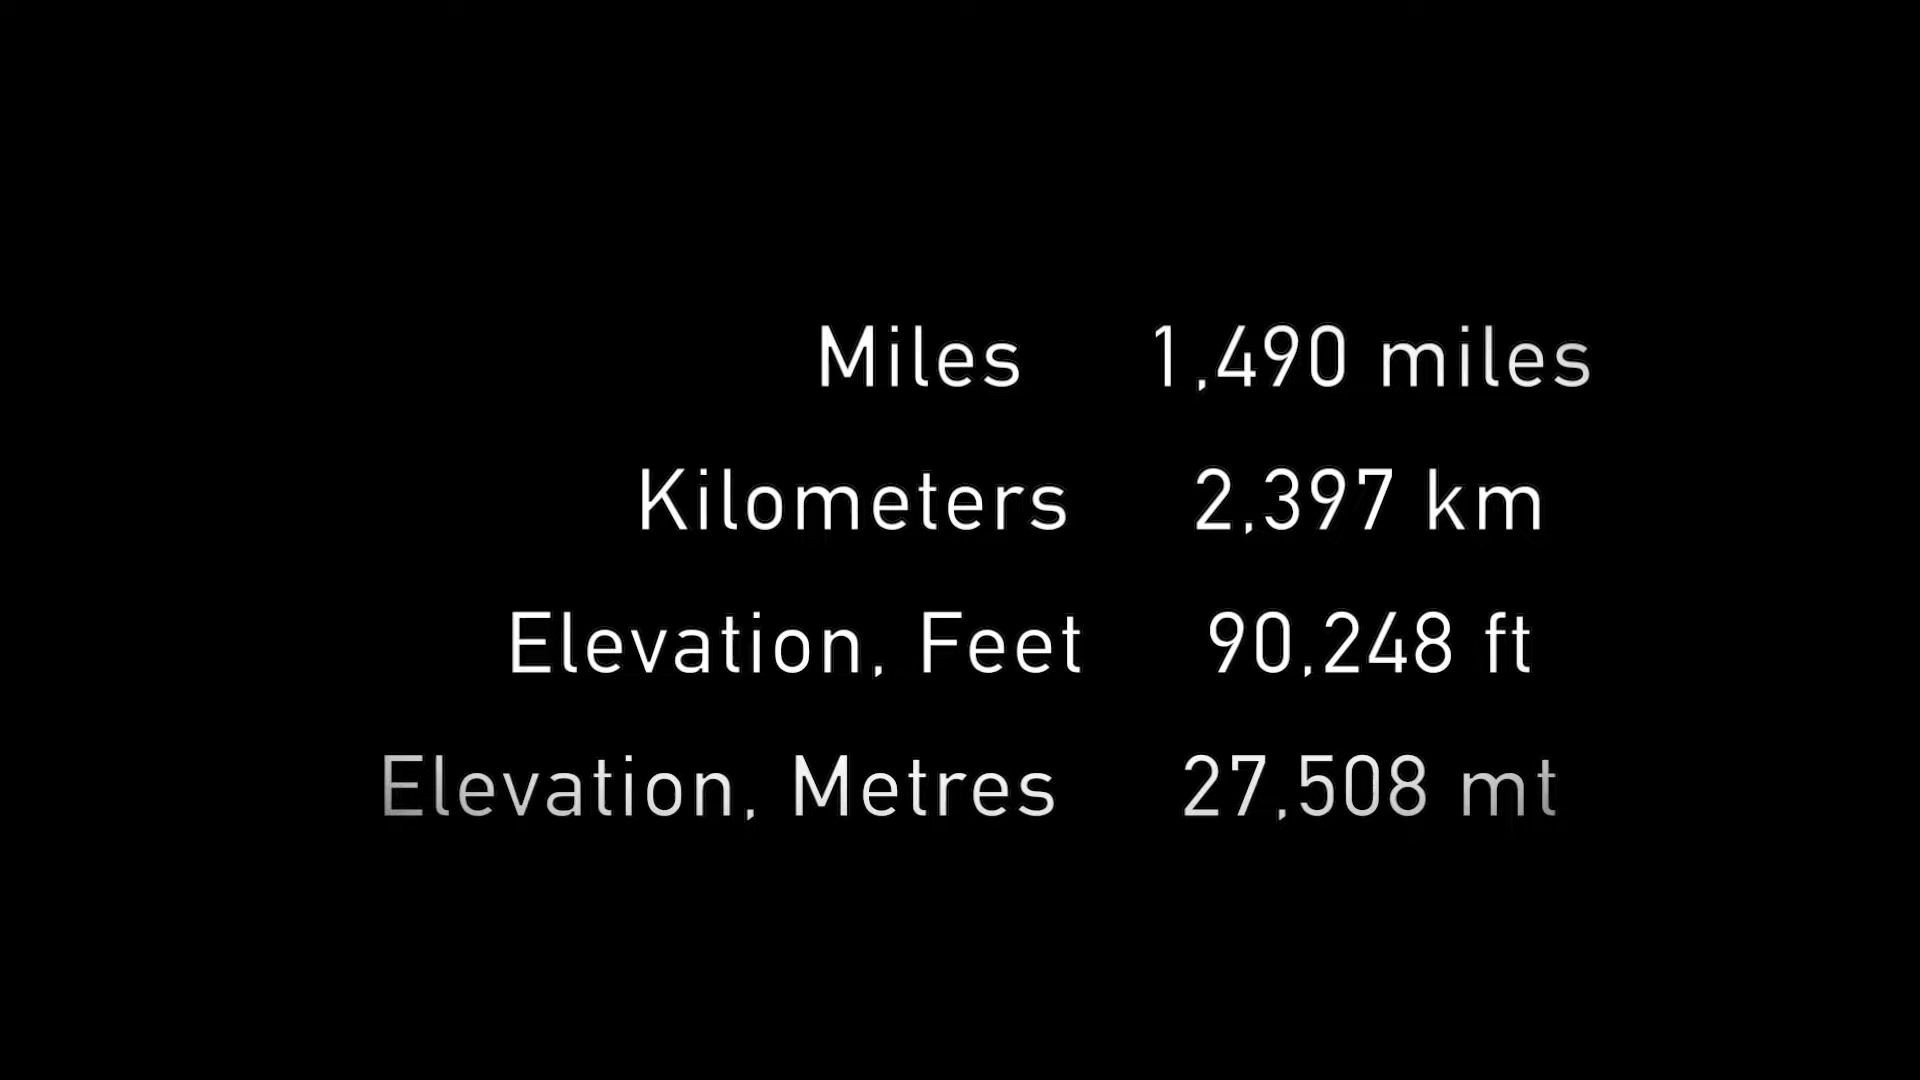 Miles 1,490 miles
Kilometers 2,397 km
Elevation, Feet 90,248 ft
Elevation, Metres 27,508 mt